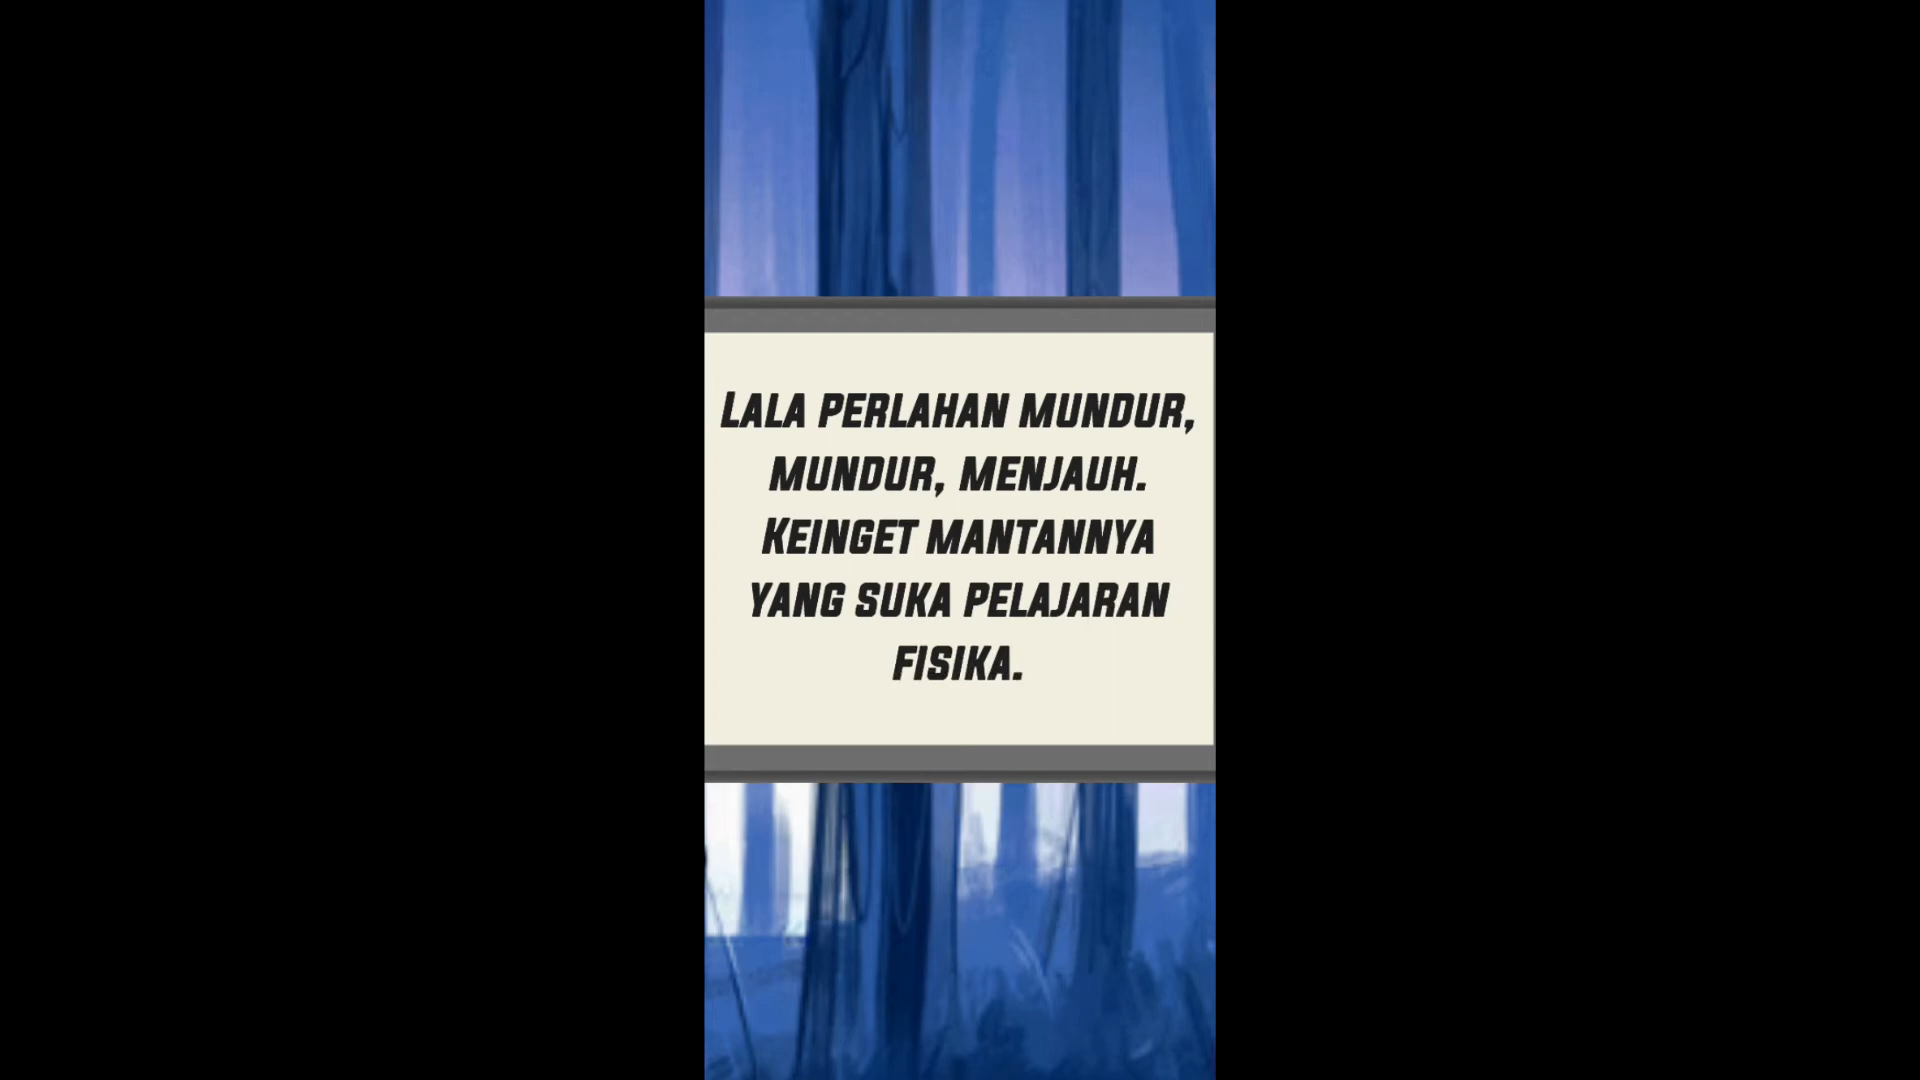 Lala perlahan mundur,
mundur, menjauh.
Keinget mantannya
yang suka pelajaran
fisika.